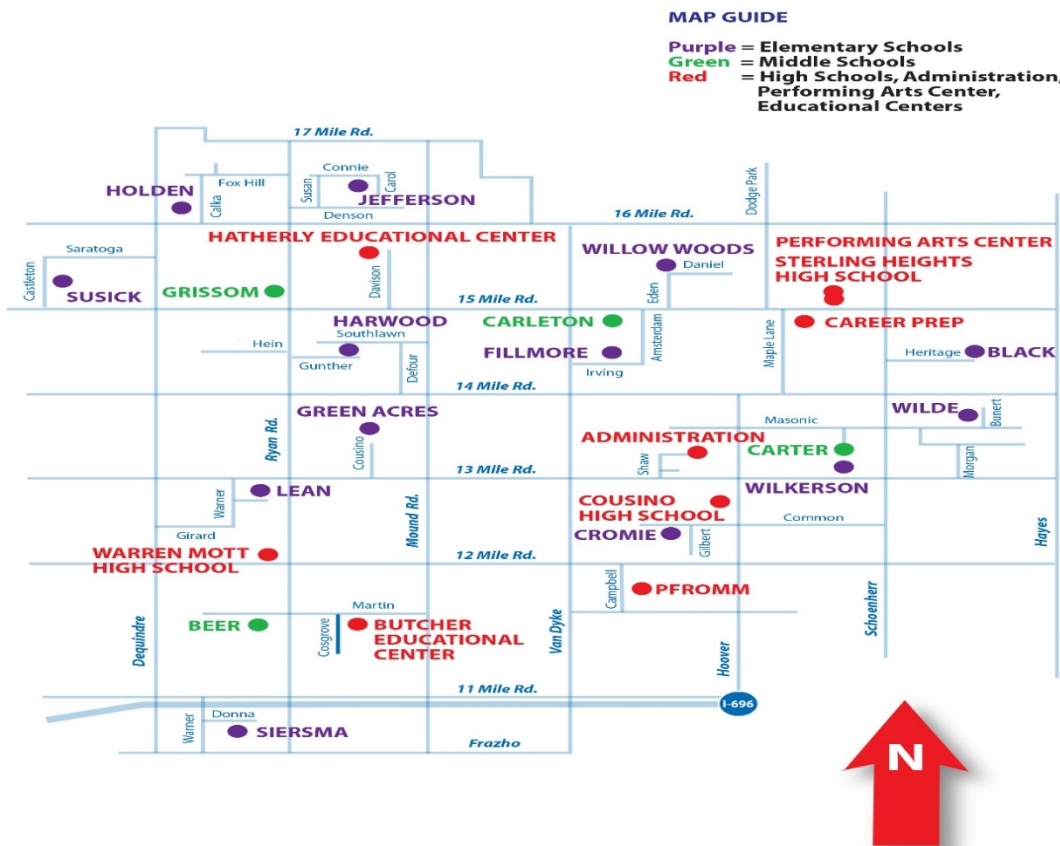 MAP GUIDE
Purple = Elementary Schools
Green = Middle Schools
Red = High Schools, Administration,
Performing Arts Center,
Educational Centers
17 Mile Rd.
Connie
Fox Hill
Susan
Carol
HOLDEN
JEFFERSON
Calka
Denson
Dodge Park
16 Mile Rd.
HATHERLY EDUCATIONAL CENTER
Saratoga
Castleton
SUSICK
GRISSOM
Davison
WILLOW WOODS
Daniel
Eden
PERFORMING ARTS CENTER
STERLING HEIGHTS
HIGH SCHOOL
15 Mile Rd.
HARWOOD
Southlawn
Hein
Gunther
Defour
CARLETON
FILLMORE
Irving
Amsterdam
Maple Lane
CAREER PREP
Heritage
BLACK
14 Mile Rd.
GREEN ACRES
Ryan Rd.
Cousino
WILDE
Bunert
Masonic
ADMINISTRATION
Shaw
CARTER
Morgan
13 Mile Rd.
LEAN
Warner
Girard
Mound Rd.
WILKERSON
COUSINO
HIGH SCHOOL
Common
CROMIE
Gilbert
Hayes
WARREN MOTT
HIGH SCHOOL
12 Mile Rd.
Campbell
PFROMM
Martin
BEER
Cosgrove
BUTCHER
EDUCATIONAL
CENTER
Dequindre
Van Dyke
Hoover
Schoenherr
11 Mile Rd.
I-696
Donna
Warner
SIERSMA
Frazho
N